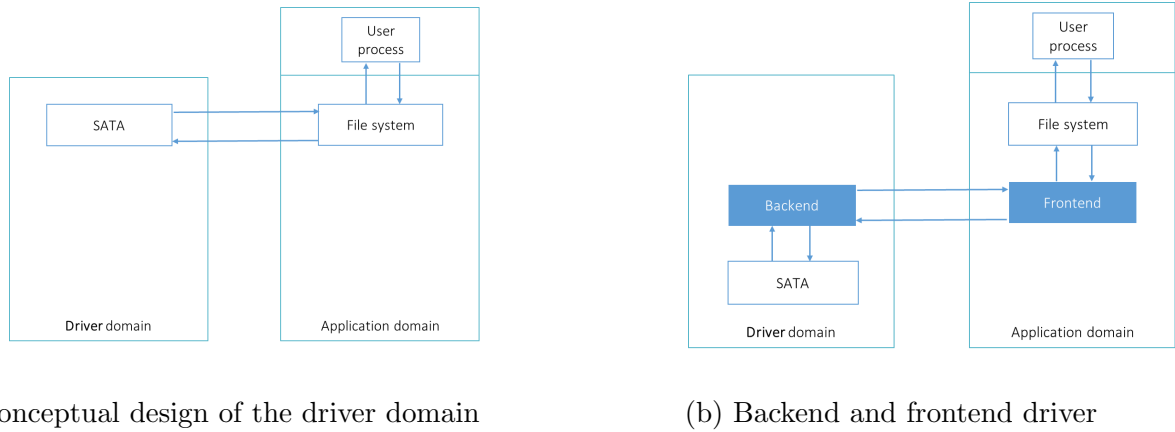 User
process
SATA
File system
Driver domain
Application domain
onceptual design of the driver domain
User
process
File system
Backend
Frontend
SATA
Driver domain
Application domain
(b) Backend and frontend driver